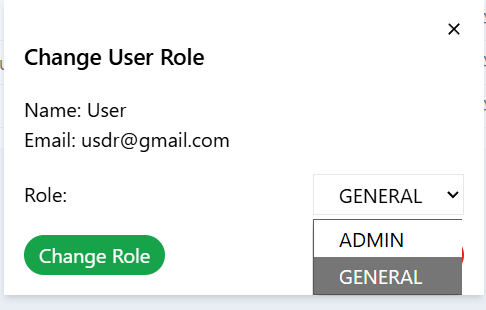 ×
Change User Role
Name: User
Email: usdr@gmail.com
Role:
GENERAL
Change Role
ADMIN
GENERAL